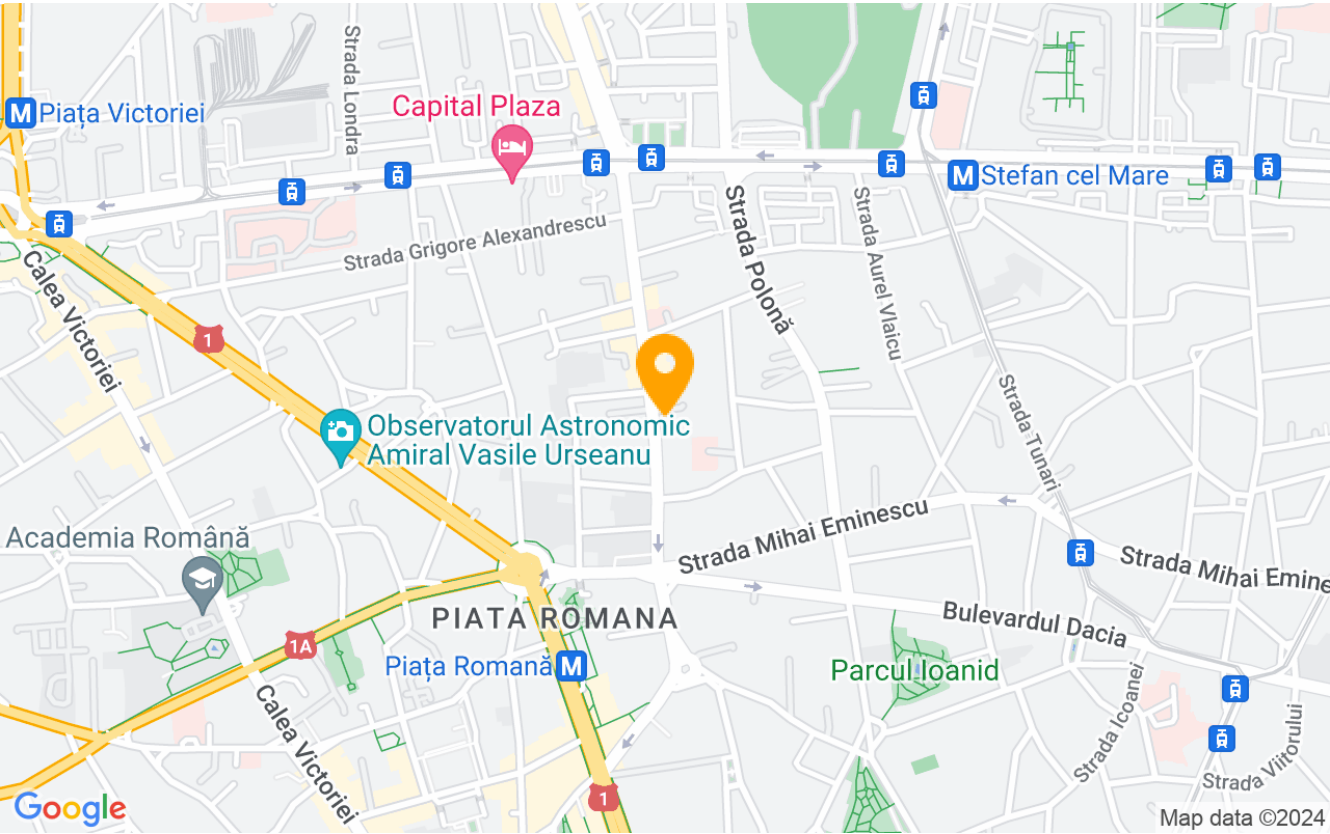 Strada Londra
M Piața Victoriei
Capital Plaza
M Stefan cel Mare
Strada Grigore Alexandrescu
Strada Polonă
Strada Aurel Vlaicu
Calea Victoriei
1
Observatorul Astronomic
Amiral Vasile Urseanu
Strada Tunari
Academia Română
Strada Mihai Eminescu
Strada Mihai Emine
PIATA ROMANA
Bulevardul Dacia
1A
Piața Romană M
Parcul Ioanid
Calea Victoriei
Strada Icoanei
Strada Viitorului
1
Google
Map data ©2024